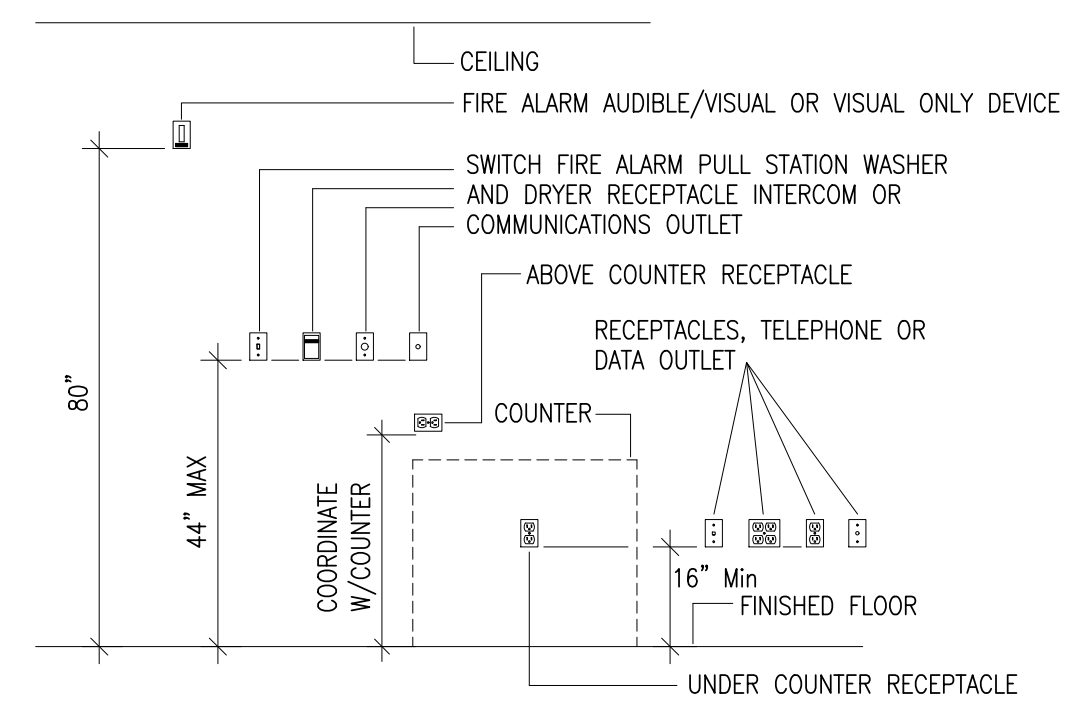 CEILING
FIRE ALARM AUDIBLE/VISUAL OR VISUAL ONLY DEVICE
SWITCH FIRE ALARM PULL STATION WASHER
AND DRYER RECEPTACLE INTERCOM OR
COMMUNICATIONS OUTLET
ABOVE COUNTER RECEPTACLE
RECEPTACLES, TELEPHONE OR
DATA OUTLET
80”
COUNTER
44” MAX
COORDINATE
W/COUNTER
16” Min
FINISHED FLOOR
UNDER COUNTER RECEPTACLE